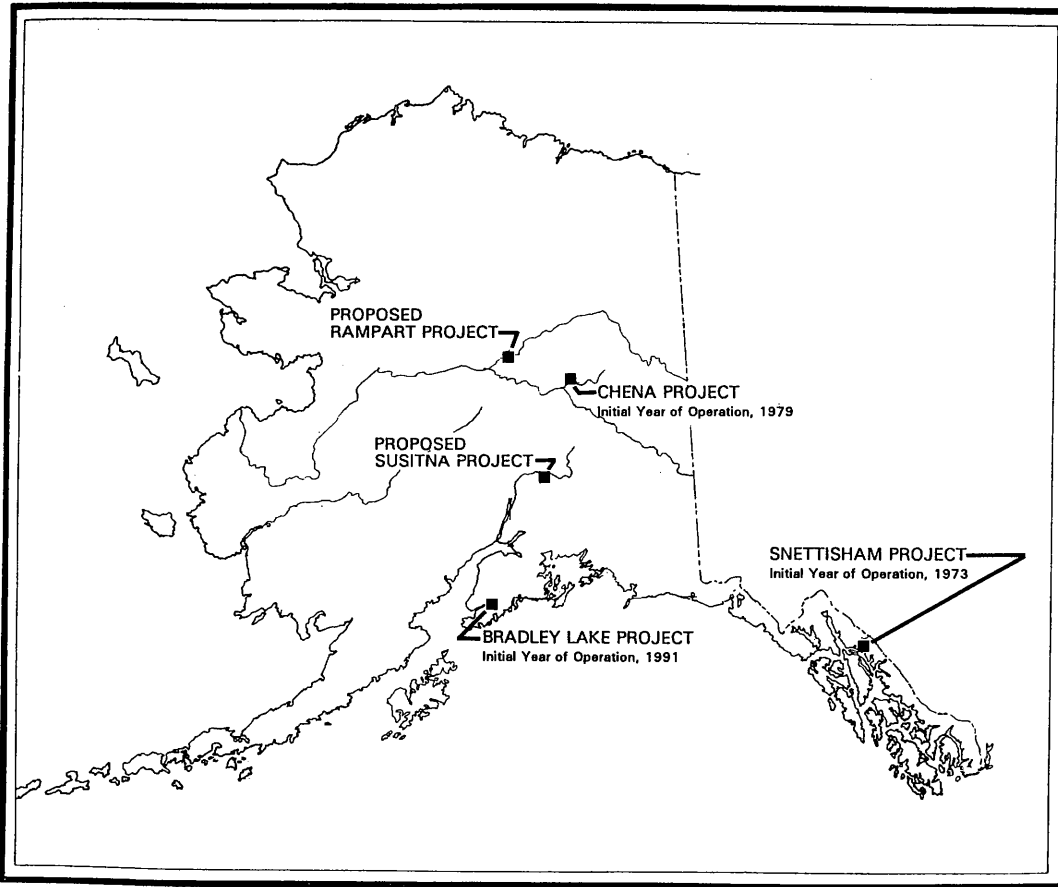 PROPOSED
RAMPART PROJECT
CHENA PROJECT
Initial Year of Operation, 1979
PROPOSED
SUSITNA PROJECT
SNETTISHAM PROJECT
Initial Year of Operation, 1973
BRADLEY LAKE PROJECT
Initial Year of Operation, 1991